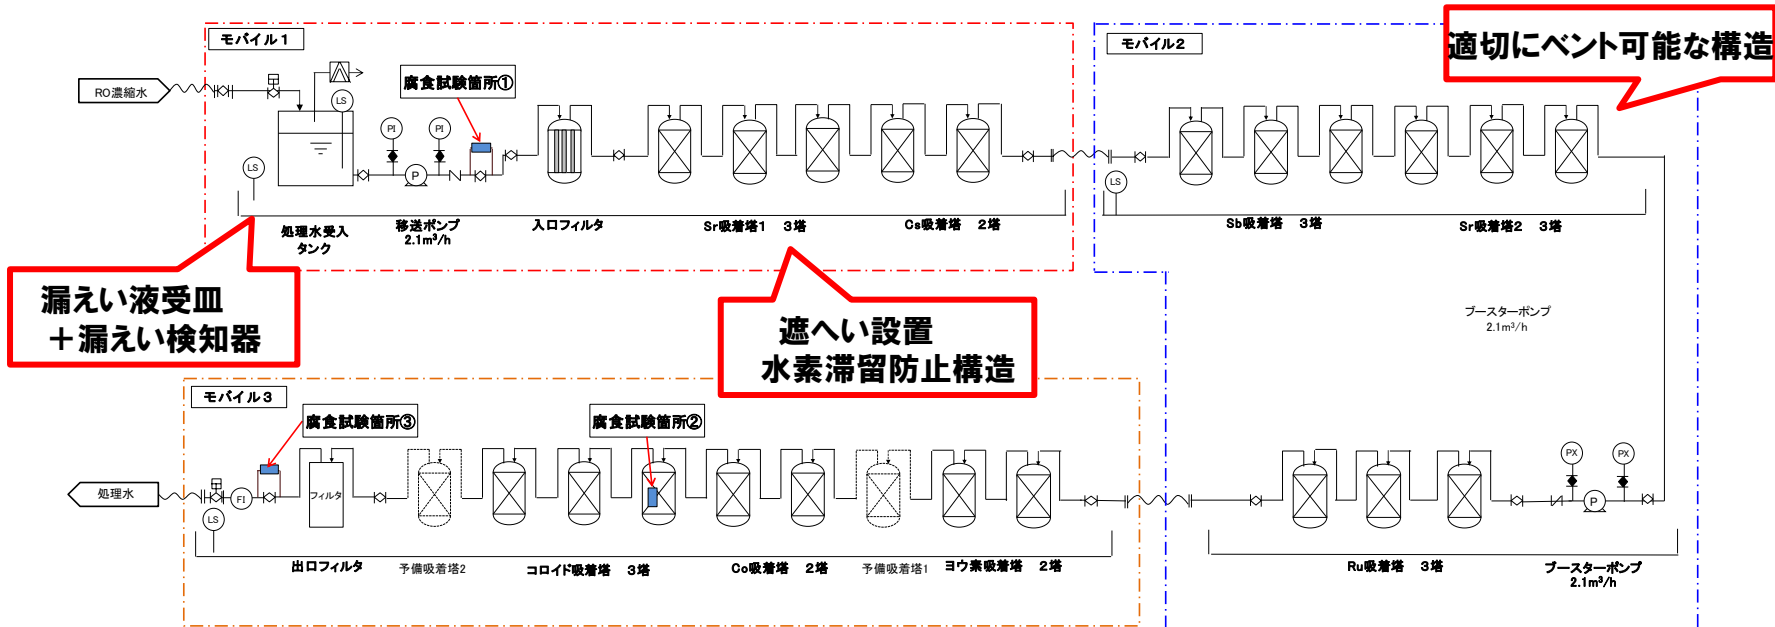 モバイル1
RO濃縮水
LS
腐食試験箇所①
PI
PI
LS
P
処理水受入
タンク
移送ポンプ
2.1m³/h
入口フィルタ
Sr吸着塔1 3塔
Cs吸着塔 2塔
漏えい液受皿
+漏えい検知器
遮へい設置
水素滞留防止構造
モバイル2
適切にベント可能な構造
LS
Sb吸着塔 3塔
Sr吸着塔2 3塔
ブースターポンプ
2.1m³/h
PX
PX
P
Ru吸着塔 3塔
ブースターポンプ
2.1m³/h
モバイル3
腐食試験箇所③
腐食試験箇所②
処理水
FI
LS
フィルタ
出口フィルタ
予備吸着塔2
コロイド吸着塔 3塔
Co吸着塔 2塔
予備吸着塔1
ヨウ素吸着塔 2塔